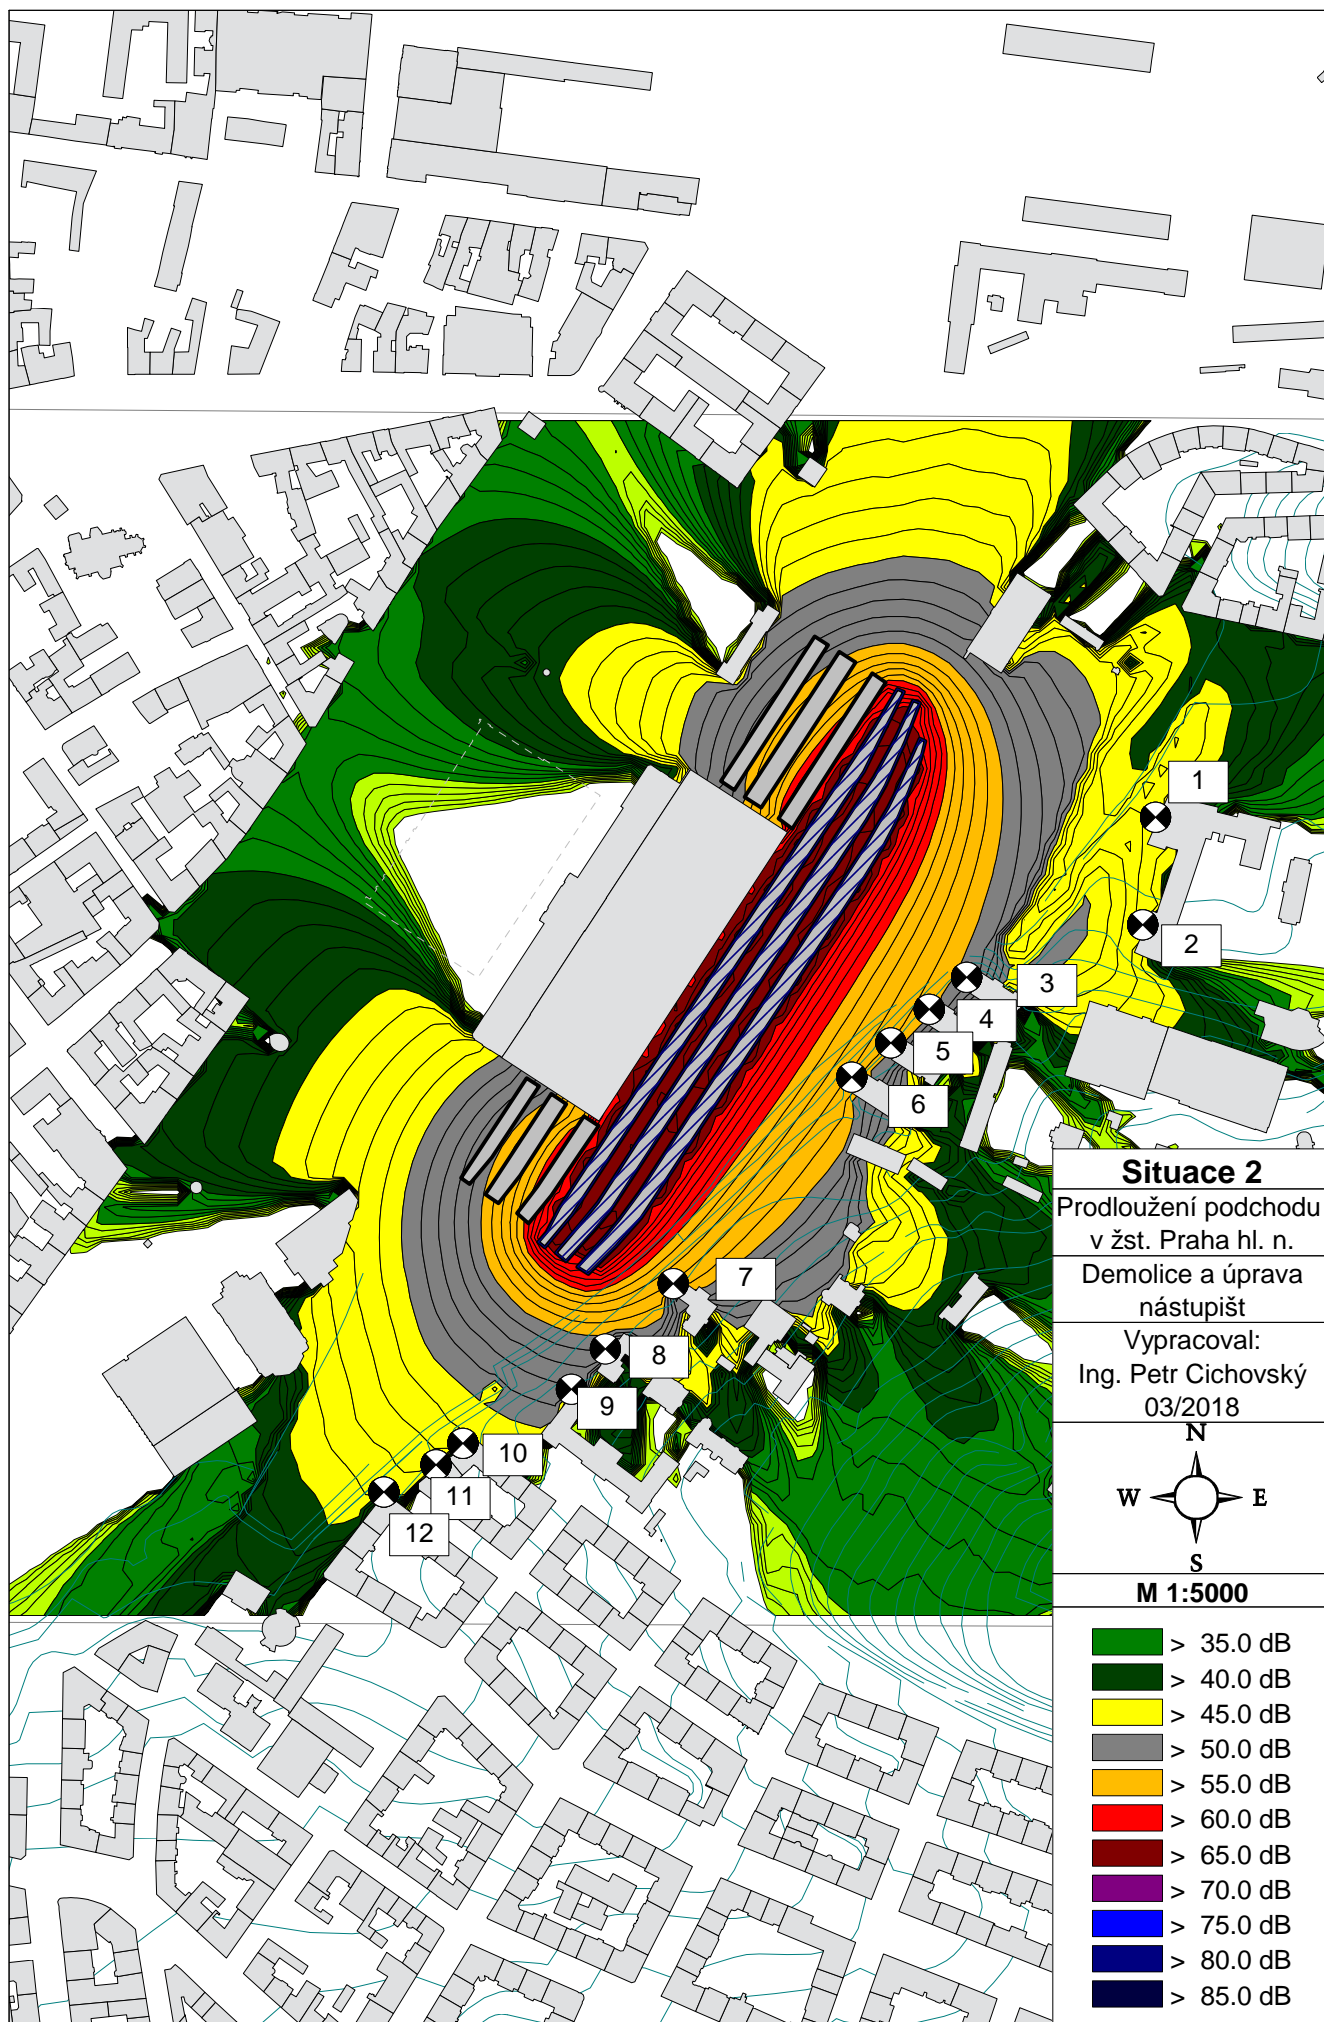 1
2
3
4
5
6
7
8
9
10
11
12
Situace 2
Prodloužení podchodu
v žst. Praha hl. n.
Demolice a úprava
nástupišt
Vypracoval:
Ing. Petr Cichovský
03/2018
N
W E
S
M 1:5000
> 35.0 dB
> 40.0 dB
> 45.0 dB
> 50.0 dB
> 55.0 dB
> 60.0 dB
> 65.0 dB
> 70.0 dB
> 75.0 dB
> 80.0 dB
> 85.0 dB